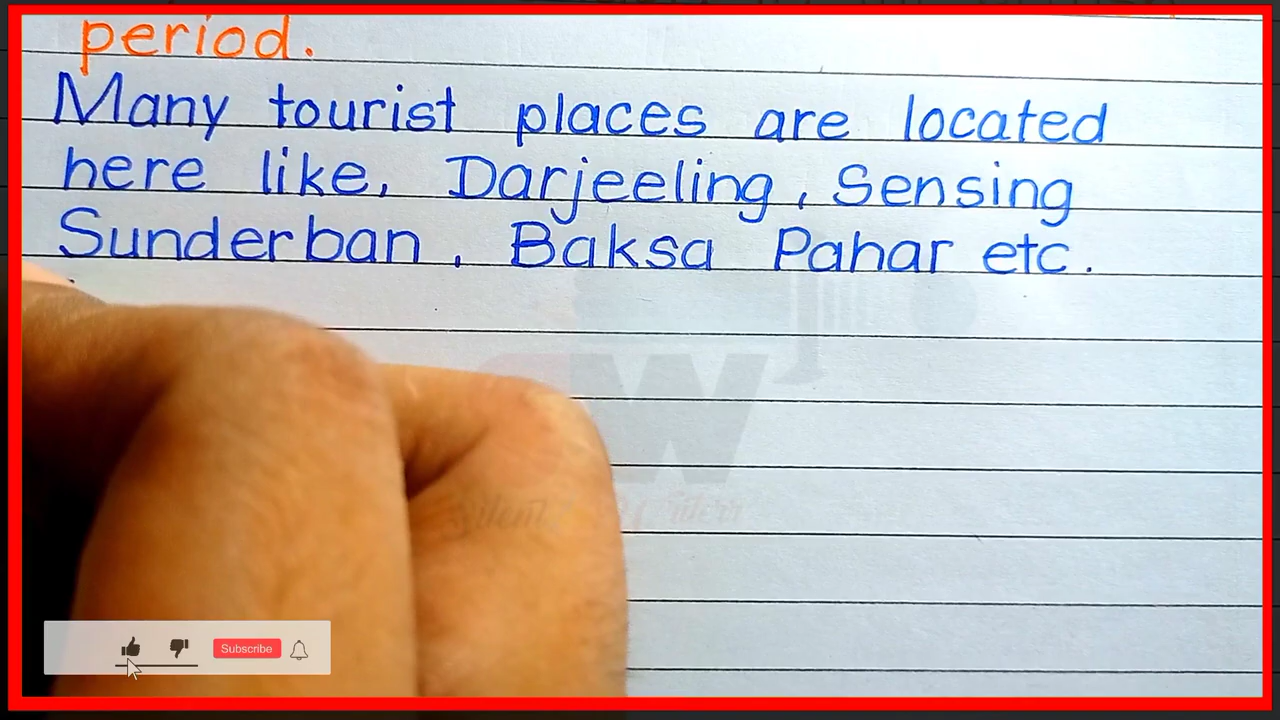 period.
Many tourist places are located
here like, Darjeeling, Sensing
Sunderban, Baksa Pahar etc.
W
Subscribe